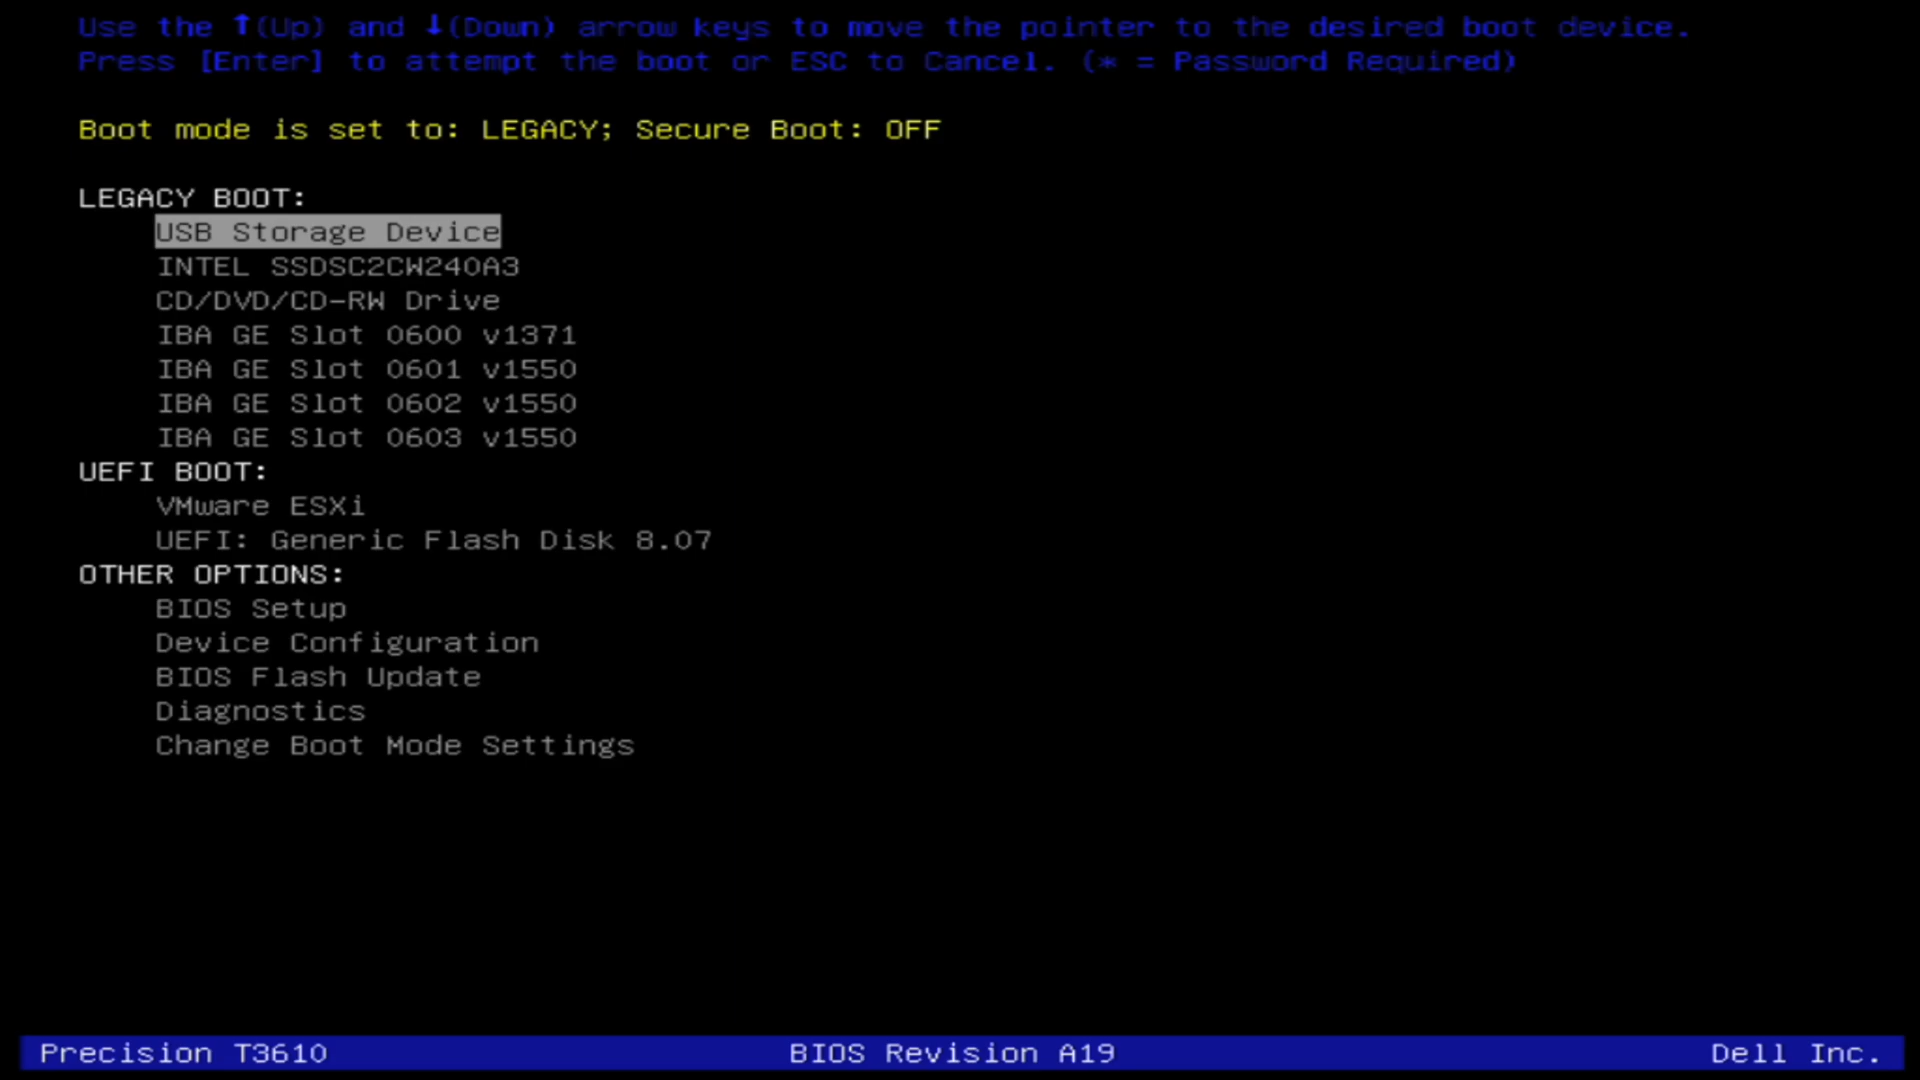 Use the ↑(Up) and ↓(Down) arrow keys to move the pointer to the desired boot device.
Press [Enter] to attempt the boot or ESC to Cancel. (* = Password Required)
Boot mode is set to: LEGACY; Secure Boot: OFF
LEGACY BOOT:
USB Storage Device
INTEL SSDSC2CW240A3
CD/DVD/CD-RW Drive
IBA GE Slot 0600 v1371
IBA GE Slot 0601 v1550
IBA GE Slot 0602 v1550
IBA GE Slot 0603 v1550
UEFI BOOT:
VMware ESXi
UEFI: Generic Flash Disk 8.07
OTHER OPTIONS:
BIOS Setup
Device Configuration
BIOS Flash Update
Diagnostics
Change Boot Mode Settings
Precision T3610 BIOS Revision A19 Dell Inc.